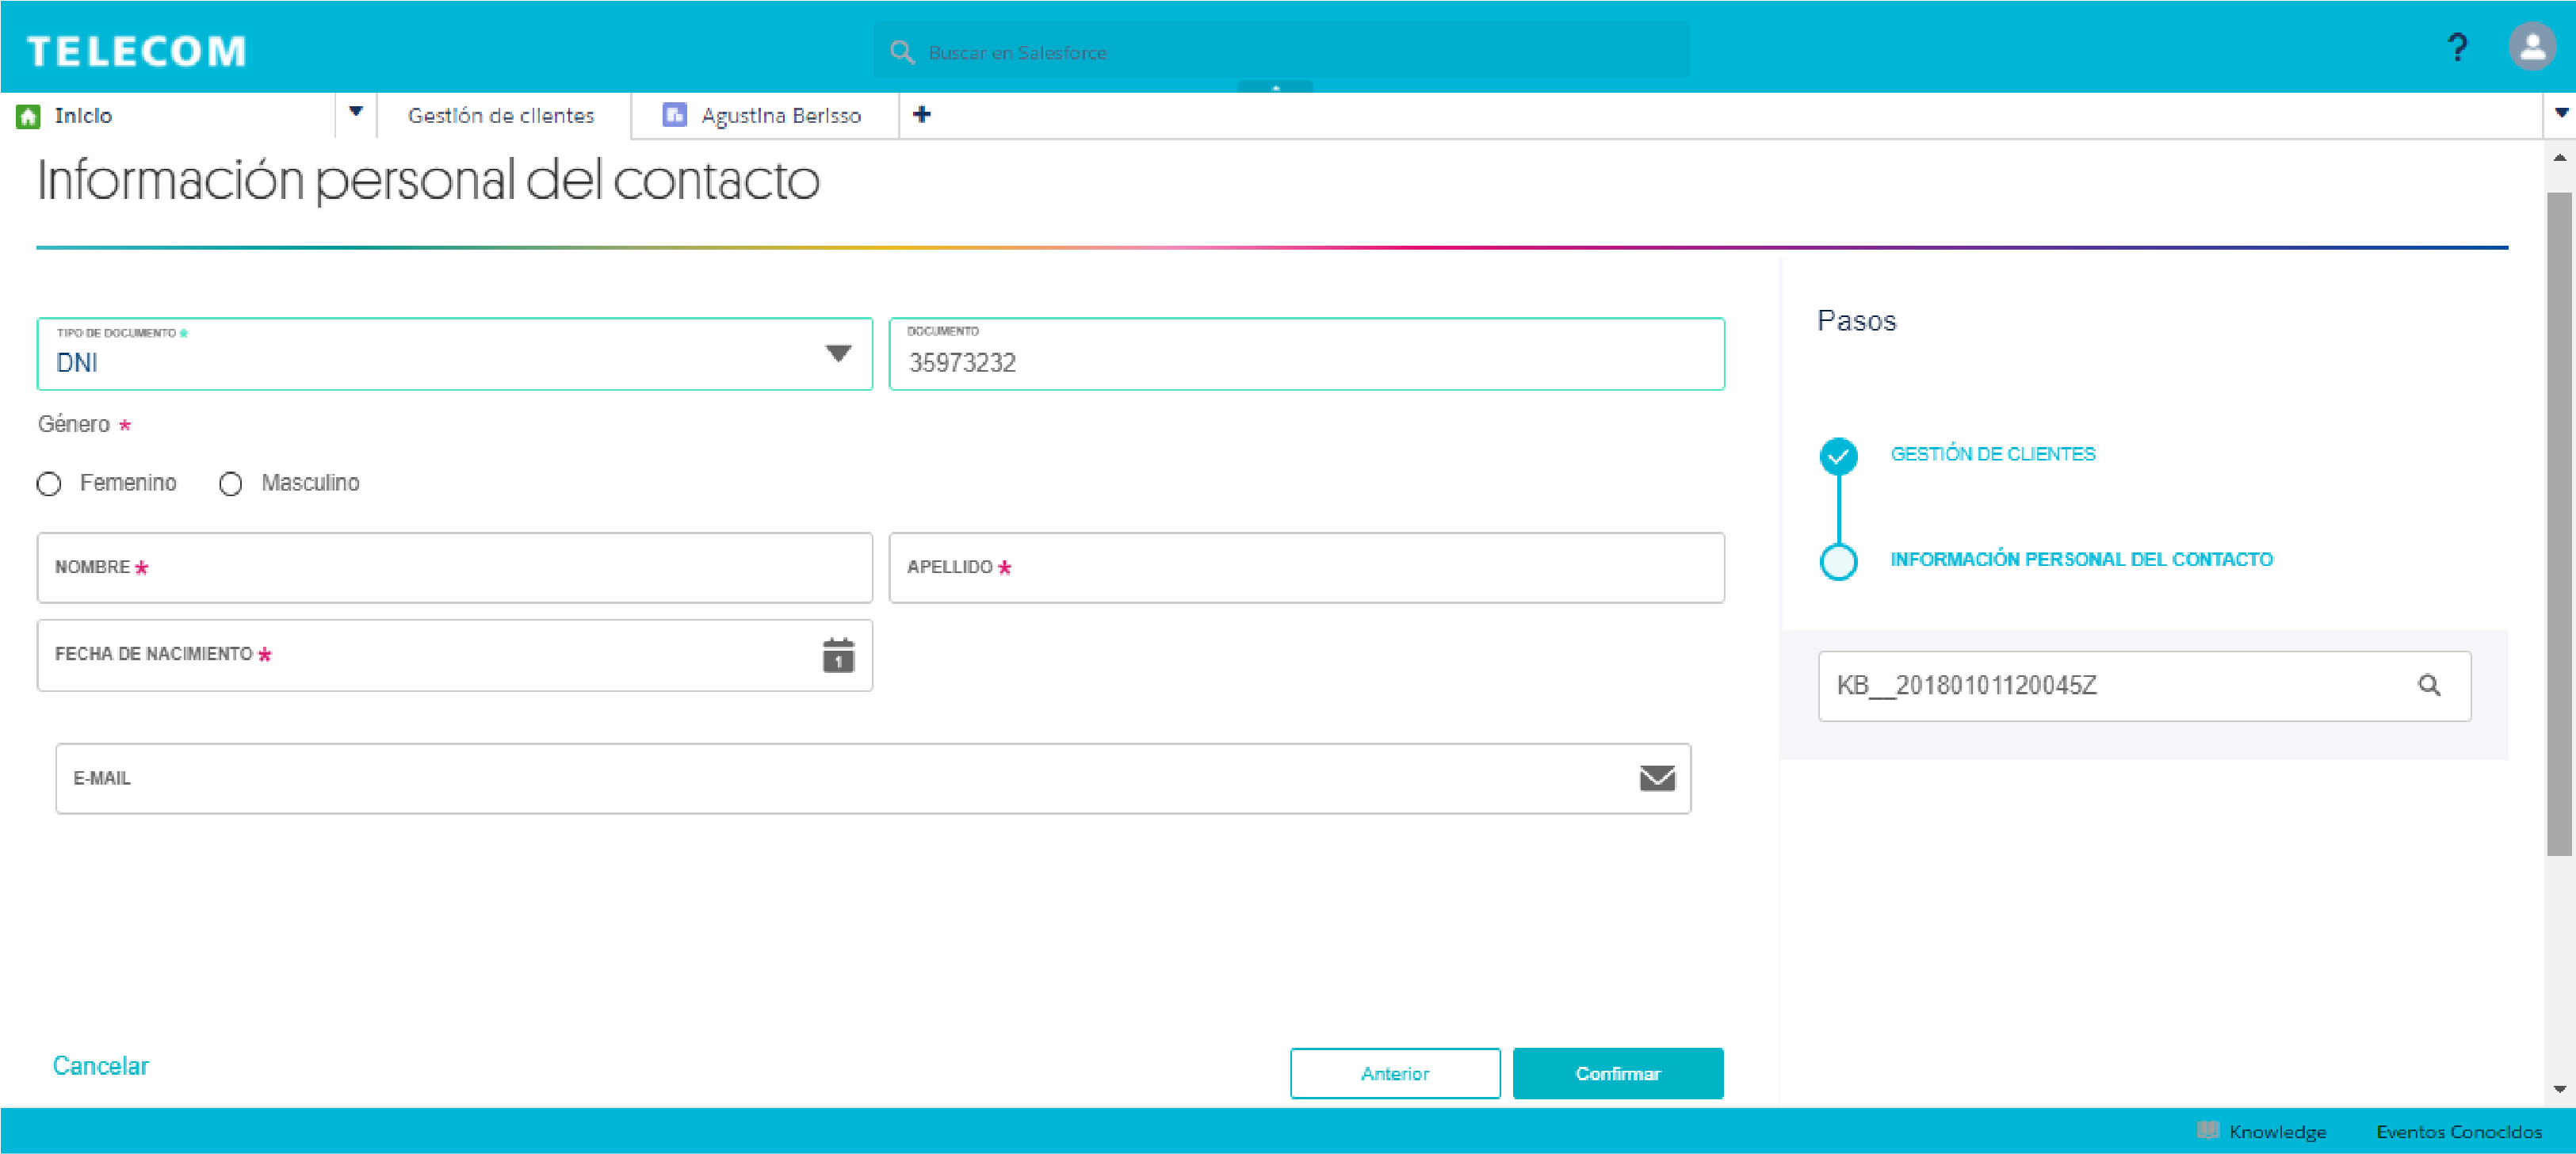 TELECOM
Buscar en Salesforce
?
Inicio
Gestión de clientes
Agustina Berisso
+
Información personal del contacto
TIPO DE DOCUMENTO *
DNI
DOCUMENTO
35973232
Género *
Femenino
Masculino
NOMBRE *
APELLIDO *
FECHA DE NACIMIENTO *
1
E-MAIL
Cancelar
Anterior
Confirmar
Pasos
GESTIÓN DE CLIENTES
INFORMACIÓN PERSONAL DEL CONTACTO
KB__20180101120045Z
Knowledge
Eventos Conocidos